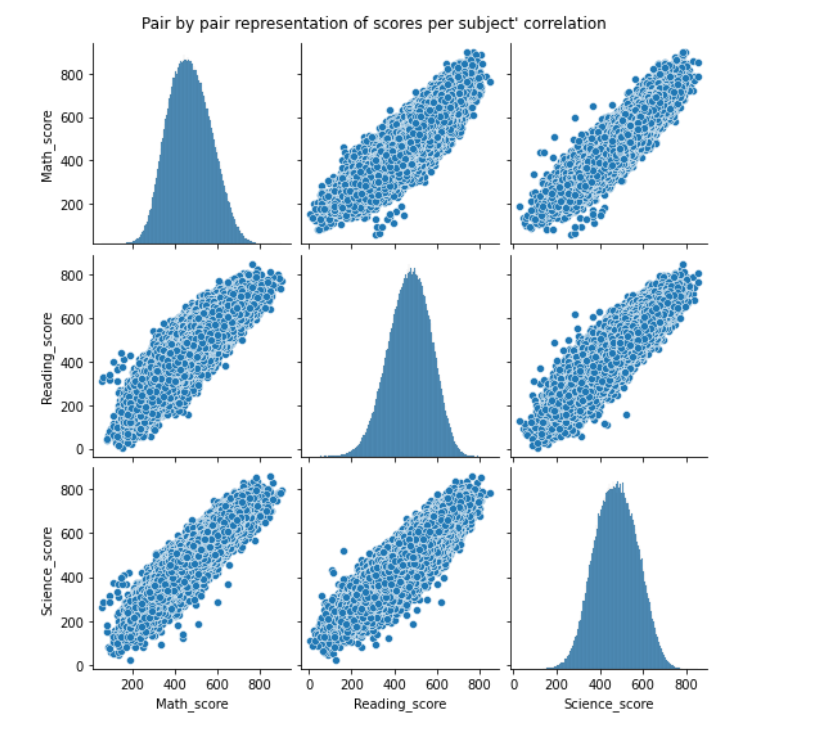 Pair by pair representation of scores per subject' correlation
Math_score
800
600
400
200
Reading_score
800
600
400
200
0
Science_score
800
600
400
200
0
200 400 600 800
0 200 400 600 800
0 200 400 600 800
Math_score
Reading_score
Science_score